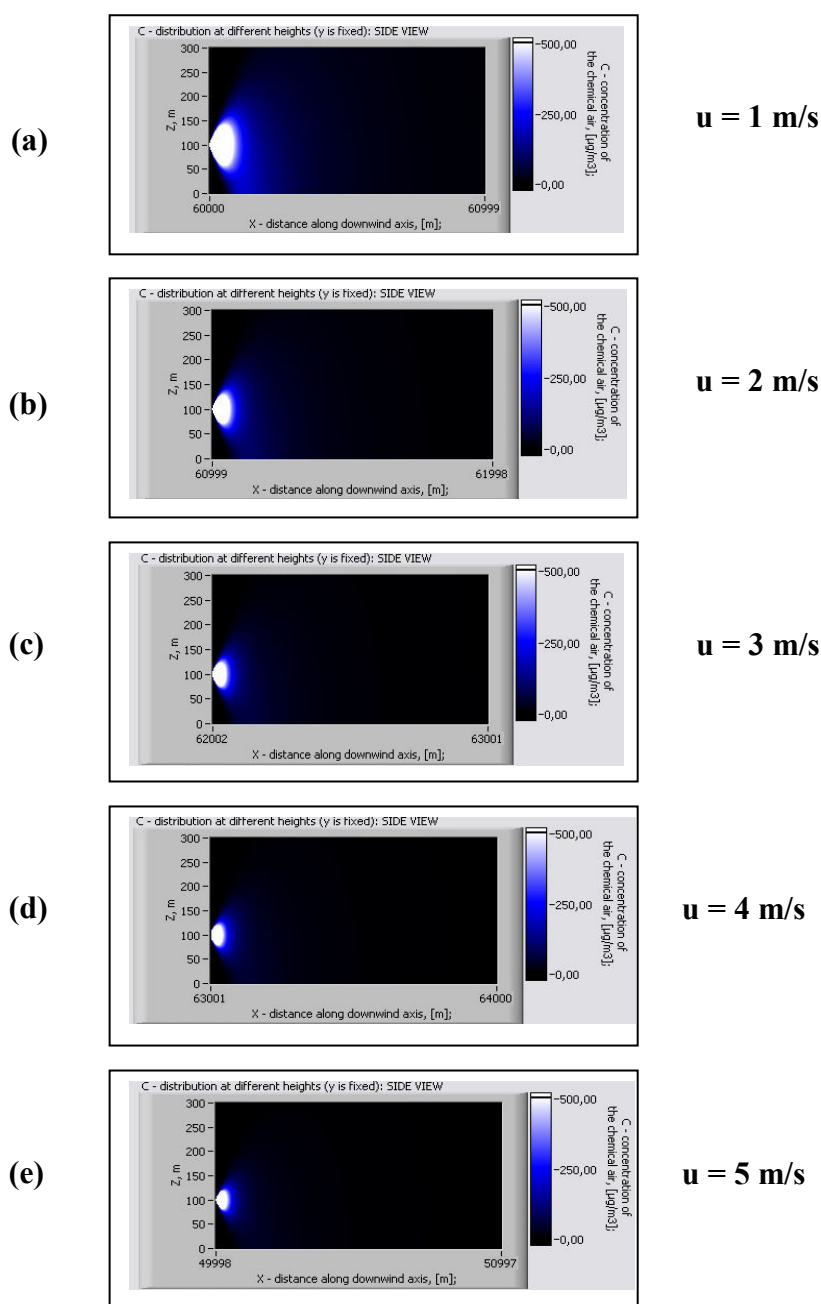 C - distribution at different heights (y is fixed): SIDE VIEW
(a)
Z, m
300
250
200
150
100
50
0
60000
60999
X - distance along downwind axis, [m];
500,00
250,00
0,00
C - concentration of
the chemical air, [µg/m3];
u = 1 m/s
C - distribution at different heights (y is fixed): SIDE VIEW
(b)
Z, m
300
250
200
150
100
50
0
60999
61998
X - distance along downwind axis, [m];
500,00
250,00
0,00
C - concentration of
the chemical air, [µg/m3];
u = 2 m/s
C - distribution at different heights (y is fixed): SIDE VIEW
(c)
Z, m
300
250
200
150
100
50
0
62002
63001
X - distance along downwind axis, [m];
500,00
250,00
0,00
C - concentration of
the chemical air, [µg/m3];
u = 3 m/s
C - distribution at different heights (y is fixed): SIDE VIEW
(d)
Z, m
300
250
200
150
100
50
0
63001
64000
X - distance along downwind axis, [m];
500,00
250,00
0,00
C - concentration of
the chemical air, [µg/m3];
u = 4 m/s
C - distribution at different heights (y is fixed): SIDE VIEW
(e)
Z, m
300
250
200
150
100
50
0
49998
50997
X - distance along downwind axis, [m];
500,00
250,00
0,00
C - concentration of
the chemical air, [µg/m3];
u = 5 m/s